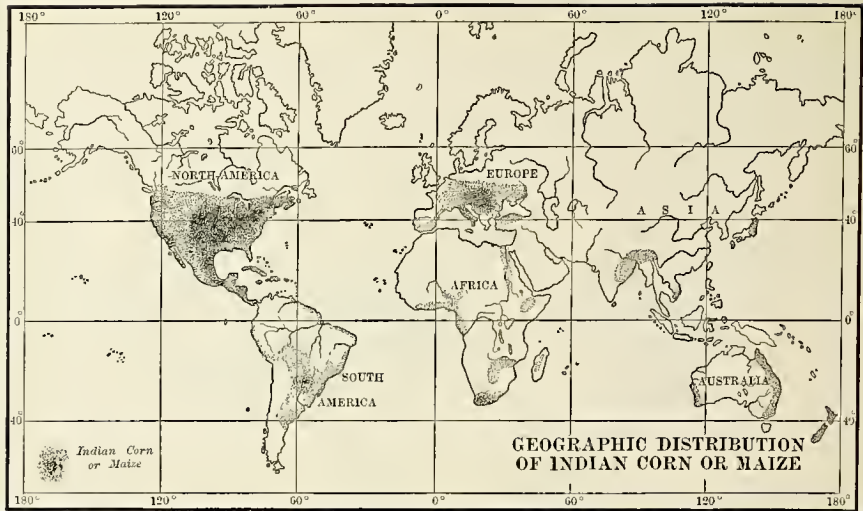 180° 120° 60° 0° 60° 120° 180°
60° 60°
NORTH AMERICA
EUROPE
ASIA
40° 40°
AFRICA
0° 0°
SOUTH
AMERICA
AUSTRALIA
40° 40°
Indian Corn
or Maize
GEOGRAPHIC DISTRIBUTION
OF INDIAN CORN OR MAIZE
180° 120° 60° 0° 60° 120° 180°